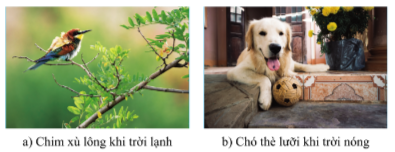 a) Chim xù lông khi trời lạnh
b) Chó thè lưỡi khi trời nóng